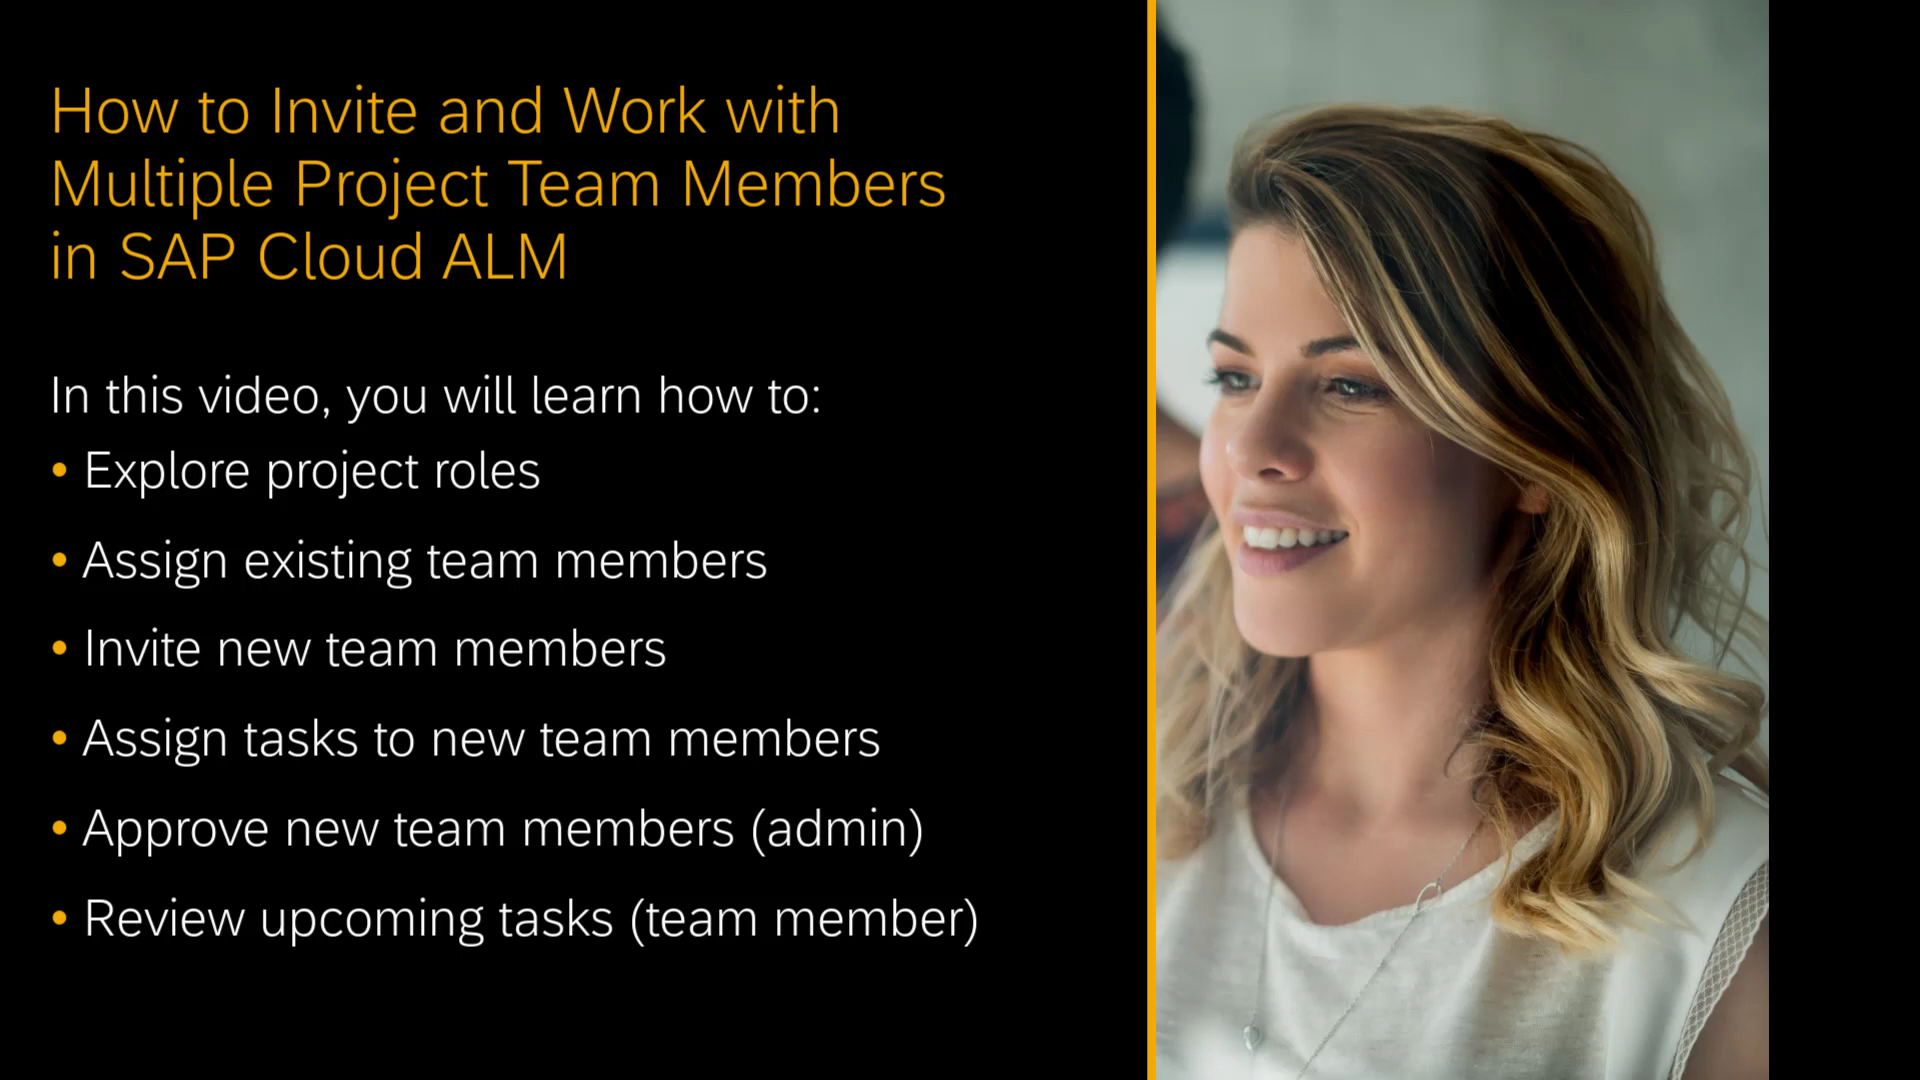 How to Invite and Work with
Multiple Project Team Members
in SAP Cloud ALM
In this video, you will learn how to:
• Explore project roles
• Assign existing team members
• Invite new team members
• Assign tasks to new team members
• Approve new team members (admin)
• Review upcoming tasks (team member)